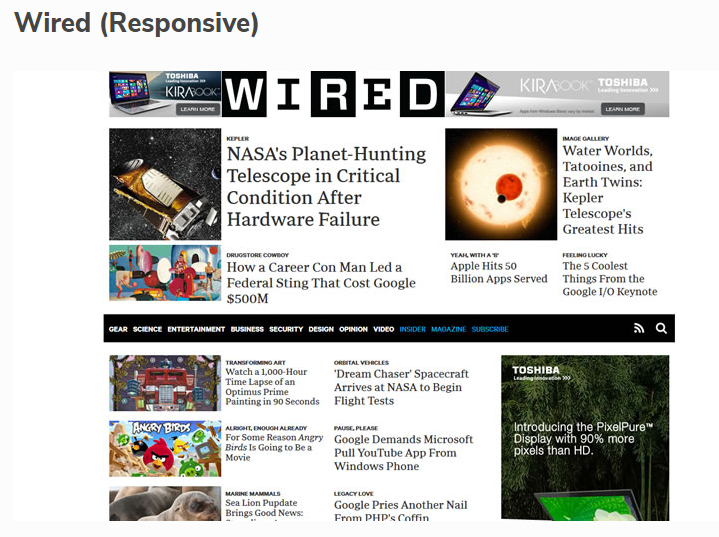 Wired (Responsive)
TOSHIBA
Leading Innovation >>>
KIRABOOK™
LEARN MORE
WIRED
KIRABOOK™
TOSHIBA
Leading Innovation >>>
LEARN MORE
KEPLER
NASA's Planet-Hunting
Telescope in Critical
Condition After
Hardware Failure
IMAGE GALLERY
Water Worlds,
Tatooines, and
Earth Twins:
Kepler
Telescope's
Greatest Hits
DRUGSTORE COWBOY
How a Career Con Man Led a
Federal Sting That Cost Google
$500M
YEAH, WITH A 'B'
Apple Hits 50
Billion Apps Served
FEELING LUCKY
The 5 Coolest
Things From the
Google I/O Keynote
GEAR SCIENCE ENTERTAINMENT BUSINESS SECURITY DESIGN OPINION VIDEO INSIDER MAGAZINE SUBSCRIBE
TRANSFORMING ART
Watch a 1,000-Hour
Time Lapse of an
Optimus Prime
Painting in 90 Seconds
ORBITAL VEHICLES
'Dream Chaser' Spacecraft
Arrives at NASA to Begin
Flight Tests
TOSHIBA
Leading Innovation >>>
Introducing the PixelPure™
Display with 90% more
pixels than HD.
ANGRY BIRDS
ALRIGHT, ENOUGH ALREADY
For Some Reason Angry
Birds Is Going to Be a
Movie
PAUSE, PLEASE
Google Demands Microsoft
Pull YouTube App From
Windows Phone
MARINE MAMMALS
Sea Lion Pupdate
Brings Good News:
LEGACY LOVE
Google Pries Another Nail
From PHP's Coffin